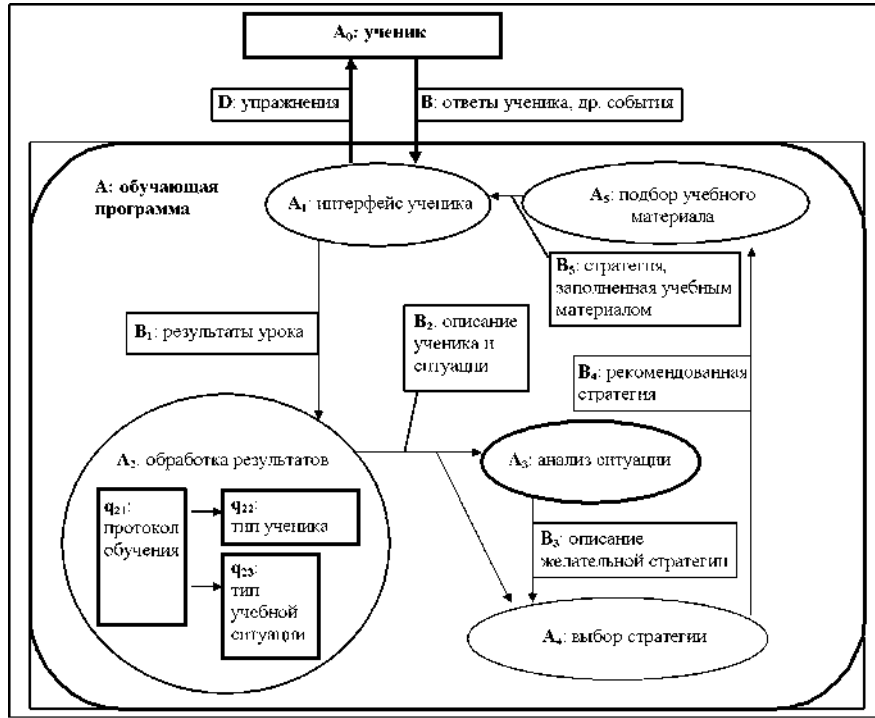 A₀: ученик
D: упражнения
B: ответы ученика, др. события
A: обучающая
программа
A₁: интерфейс ученика
A₅: подбор учебного
материала
B₅: стратегия,
заполненная учебным
материалом
B₁: результаты урока
B₂. описание
ученика и
ситуации
B₄: рекомендованная
стратегия
A₂. обработка результатов
A₃: анализ ситуации
q₂₁:
протокол
обучения
q₂₂:
тип ученика
q₂₃:
тип
учебной
ситуации
B₃: описание
желательной стратегии
A₄: выбор стратегии